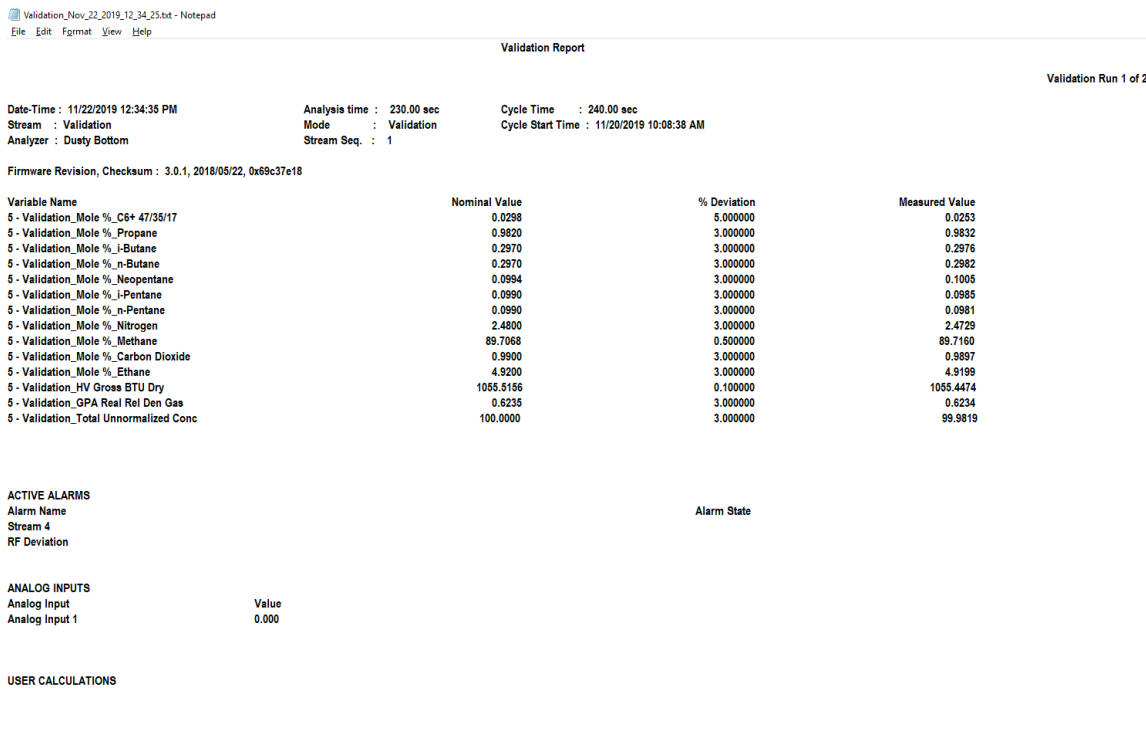 Validation_Nov_22_2019_12_34_25.txt - Notepad
File Edit Format View Help
Validation Report
Validation Run 1 of 2
Date-Time : 11/22/2019 12:34:35 PM Analysis time : 230.00 sec Cycle Time : 240.00 sec
Stream : Validation Mode : Validation Cycle Start Time : 11/20/2019 10:08:38 AM
Analyzer : Dusty Bottom Stream Seq. : 1
Firmware Revision, Checksum : 3.0.1, 2018/05/22, 0x69c37e18
Variable Name Nominal Value % Deviation Measured Value
5 - Validation_Mole %_C6+ 47/35/17 0.0298 5.000000 0.0253
5 - Validation_Mole %_Propane 0.9820 3.000000 0.9832
5 - Validation_Mole %_i-Butane 0.2970 3.000000 0.2976
5 - Validation_Mole %_n-Butane 0.2970 3.000000 0.2982
5 - Validation_Mole %_Neopentane 0.0994 3.000000 0.1005
5 - Validation_Mole %_i-Pentane 0.0990 3.000000 0.0985
5 - Validation_Mole %_n-Pentane 0.0990 3.000000 0.0981
5 - Validation_Mole %_Nitrogen 2.4800 3.000000 2.4729
5 - Validation_Mole %_Methane 89.7068 0.500000 89.7160
5 - Validation_Mole %_Carbon Dioxide 0.9900 3.000000 0.9897
5 - Validation_Mole %_Ethane 4.9200 3.000000 4.9199
5 - Validation_HV Gross BTU Dry 1055.5156 0.100000 1055.4474
5 - Validation_GPA Real Rel Den Gas 0.6235 3.000000 0.6234
5 - Validation_Total Unnormalized Conc 100.0000 3.000000 99.9819
ACTIVE ALARMS
Alarm Name Alarm State
Stream 4
RF Deviation
ANALOG INPUTS
Analog Input Value
Analog Input 1 0.000
USER CALCULATIONS